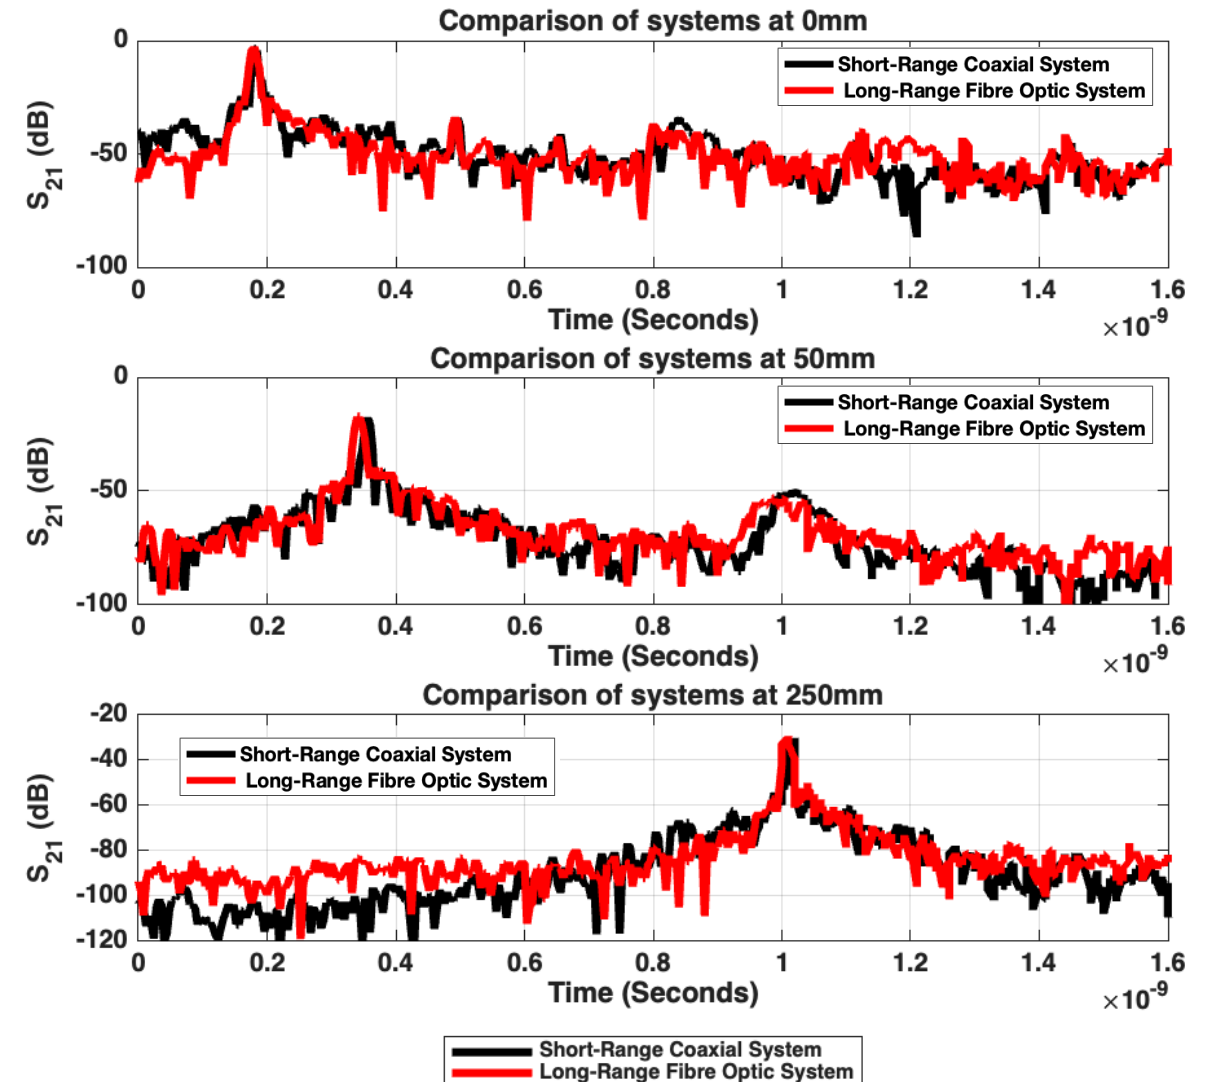 Comparison of systems at 0mm
Short-Range Coaxial System
Long-Range Fibre Optic System
S21 (dB)
0
-50
-100
0 0.2 0.4 0.6 0.8 1 1.2 1.4 1.6
Time (Seconds)
×10-9
Comparison of systems at 50mm
Short-Range Coaxial System
Long-Range Fibre Optic System
S21 (dB)
0
-50
-100
0 0.2 0.4 0.6 0.8 1 1.2 1.4 1.6
Time (Seconds)
×10-9
Comparison of systems at 250mm
Short-Range Coaxial System
Long-Range Fibre Optic System
S21 (dB)
-20
-40
-60
-80
-100
-120
0 0.2 0.4 0.6 0.8 1 1.2 1.4 1.6
Time (Seconds)
×10-9
Short-Range Coaxial System
Long-Range Fibre Optic System